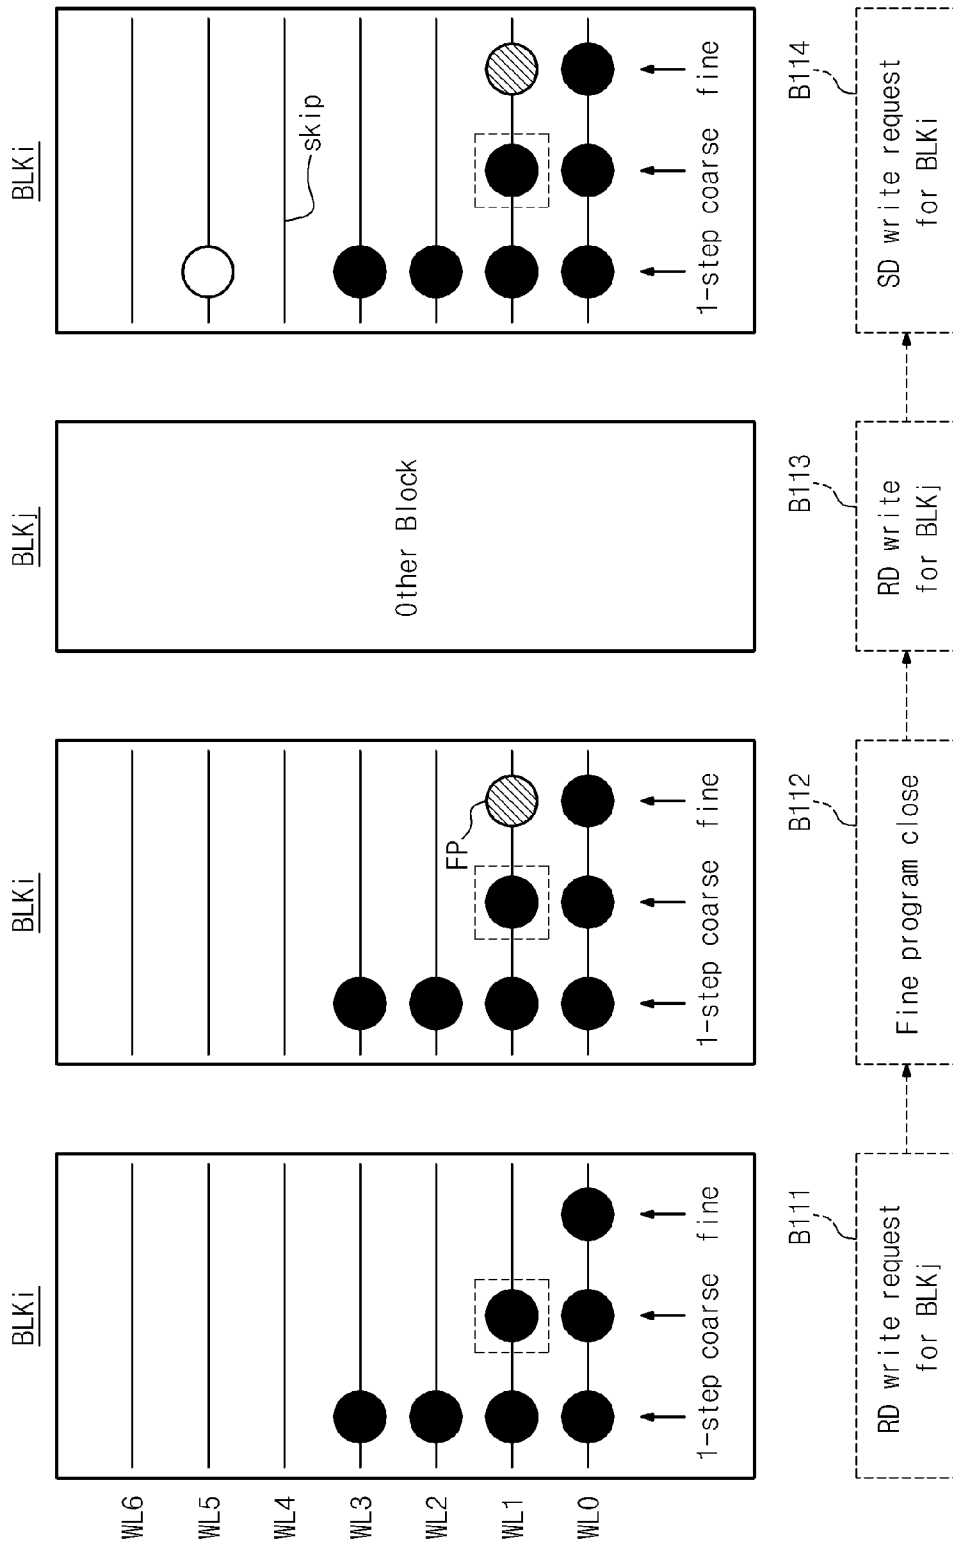 BLKi
BLKi
BLKj
BLKi
WL6
WL5
WL4
WL3
WL2
WL1
WL0
1-step coarse fine
FP
1-step coarse fine
Other Block
skip
1-step coarse fine
B111
RD write request
for BLKj
B112
Fine program close
B113
RD write
for BLKj
B114
SD write request
for BLKi